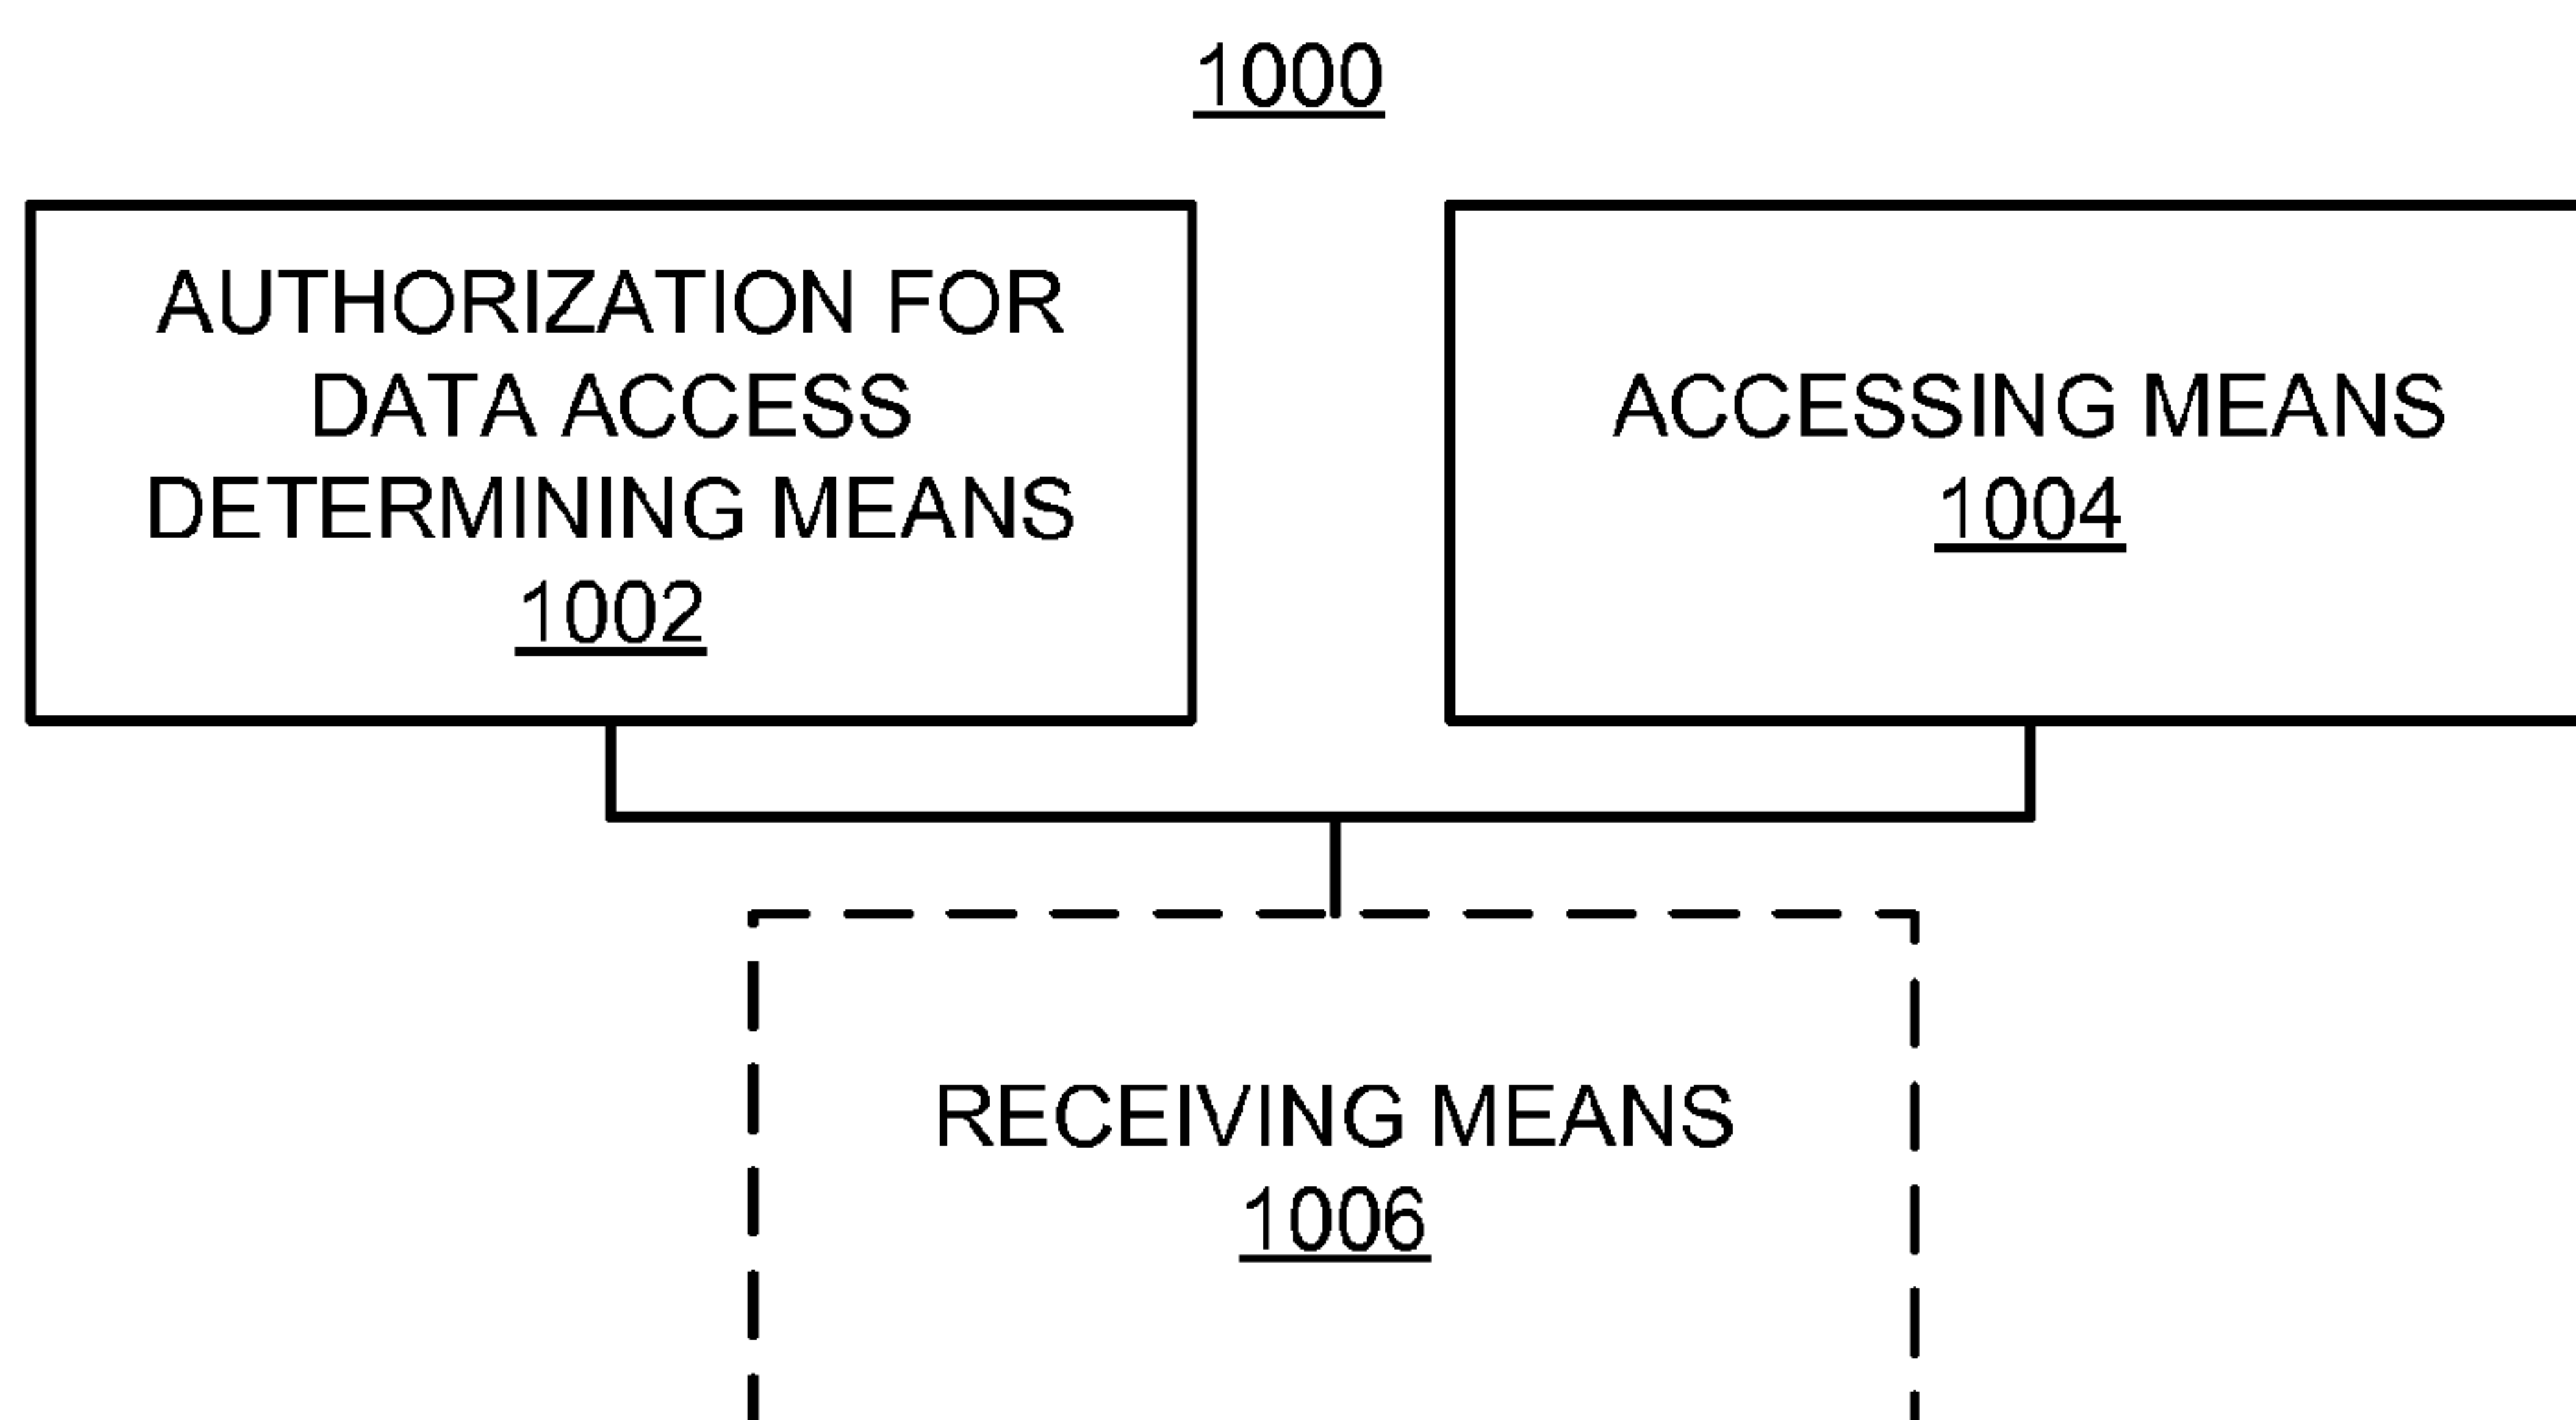 1000
AUTHORIZATION FOR
DATA ACCESS
DETERMINING MEANS
1002
ACCESSING MEANS
1004
RECEIVING MEANS
1006